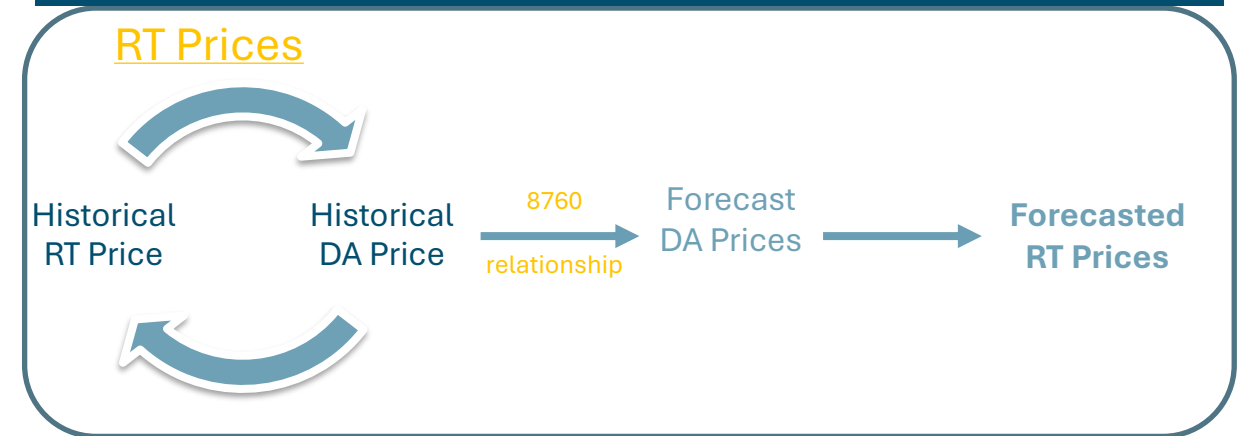 RT Prices
Historical
RT Price
Historical
DA Price
8760
relationship
Forecast
DA Prices
Forecasted
RT Prices